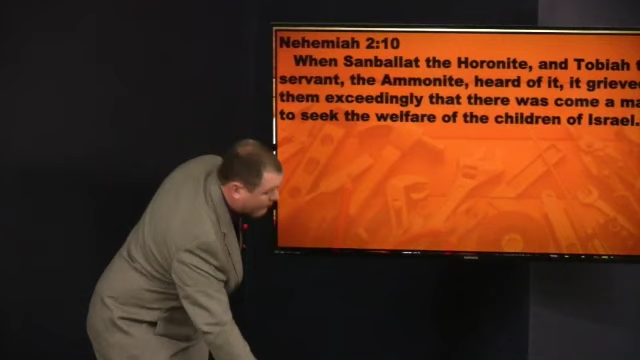 Nehemiah 2:10
When Sanballat the Horonite, and Tobiah
servant, the Ammonite, heard of it, it grieved
them exceedingly that there was come a
to seek the welfare of the children of Israel.